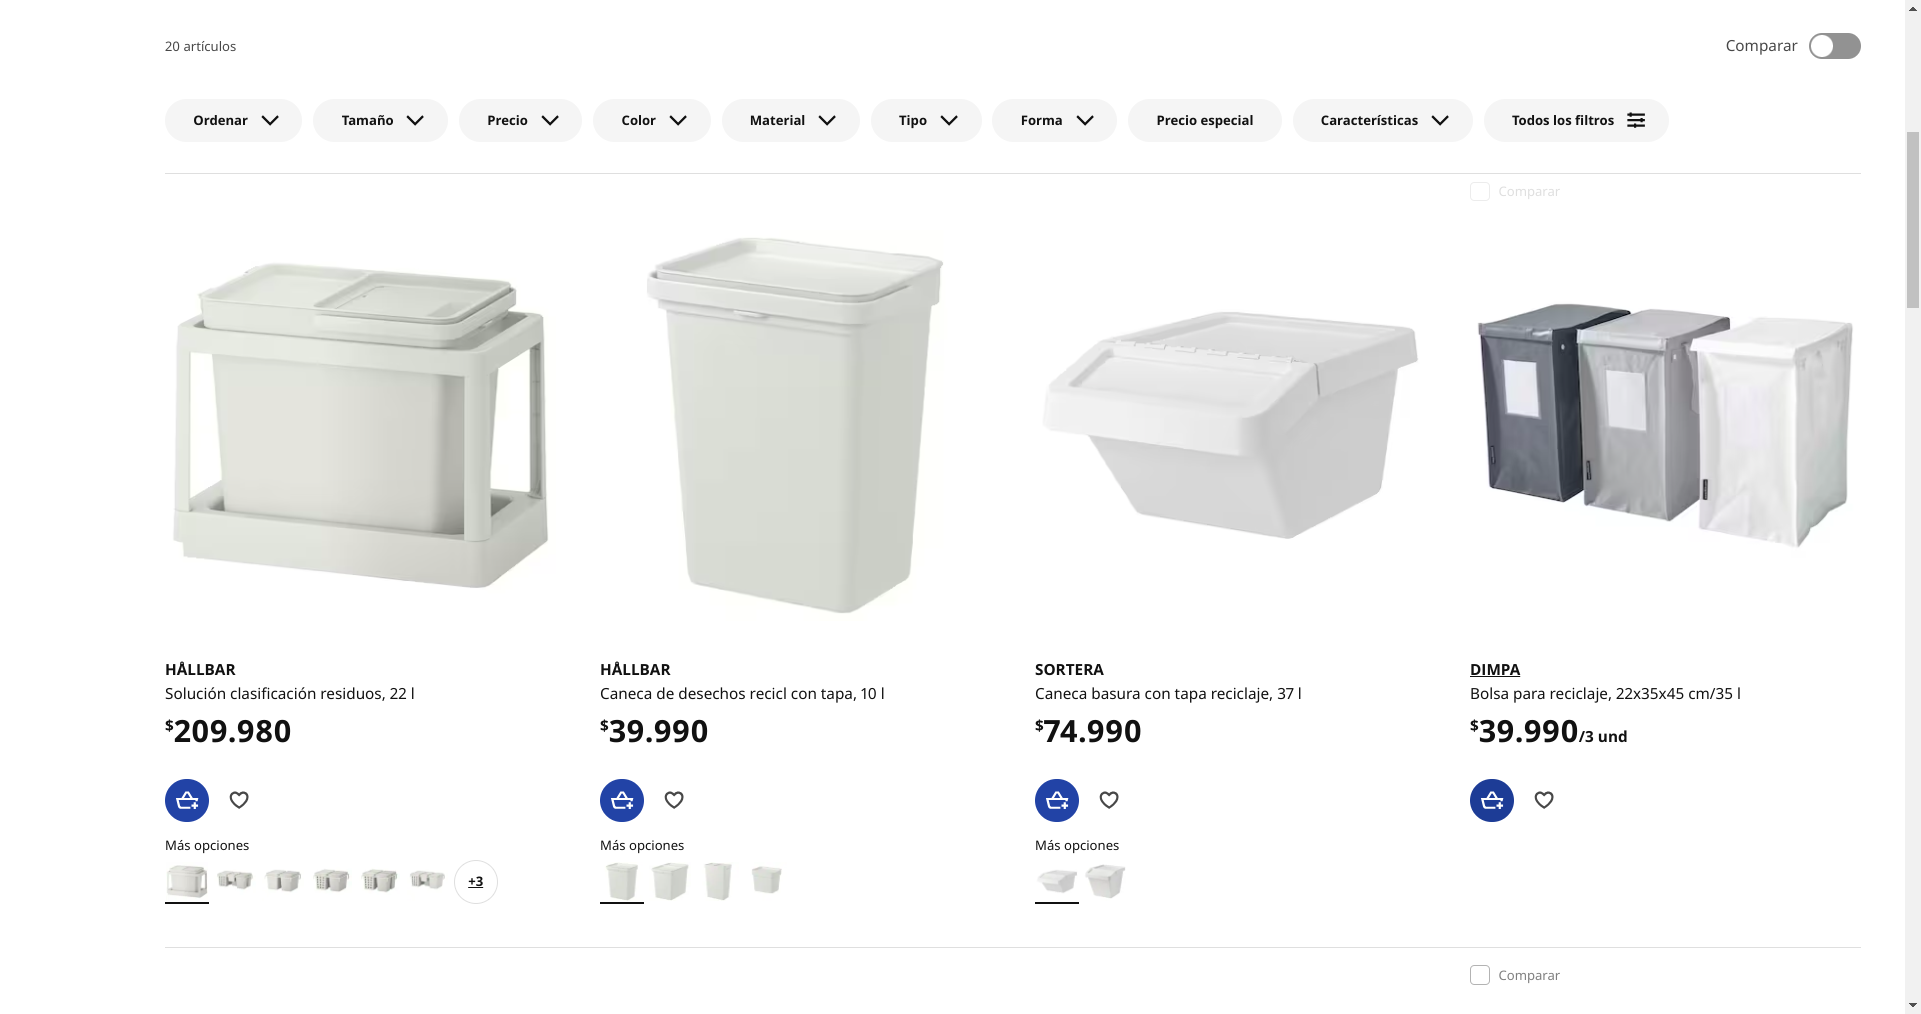 20 artículos
Comparar
Ordenar
Tamaño
Precio
Color
Material
Tipo
Forma
Precio especial
Características
Todos los filtros
Comparar
HÅLLBAR
Solución clasificación residuos, 22 l
$209.980
Más opciones
+3
HÅLLBAR
Caneca de desechos recicl con tapa, 10 l
$39.990
Más opciones
SORTERA
Caneca basura con tapa reciclaje, 37 l
$74.990
Más opciones
DIMPA
Bolsa para reciclaje, 22x35x45 cm/35 l
$39.990/3 und
Comparar